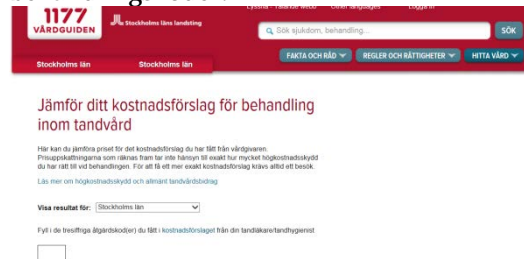 1177
VÅRDGUIDEN
Stockholms läns landsting
Other languages
Sök sjukdom, behandling...
SÖK
FAKTA OCH RÅD
REGLER OCH RÄTTIGHETER
HITTA VÅRD
Stockholms län
Stockholms län
Jämför ditt kostnadsförslag för behandling
inom tandvård
Här kan du jämföra priset för det kostnadsförslag du har fått från vårdgivaren.
Prisuppskattningarna som räknas fram tar inte hänsyn till exakt hur mycket högkostnadsskydd
du har rätt till vid behandlingen. För att få ett mer exakt kostnadsförslag krävs alltid ett besök.
Läs mer om högkostnadsskydd och allmänt tandvårdsbidrag
Visa resultat för: Stockholms län
Fyll i de tresiffriga åtgärdskod(er) du fått i kostnadsförslaget från din tandläkare/tandhygienist